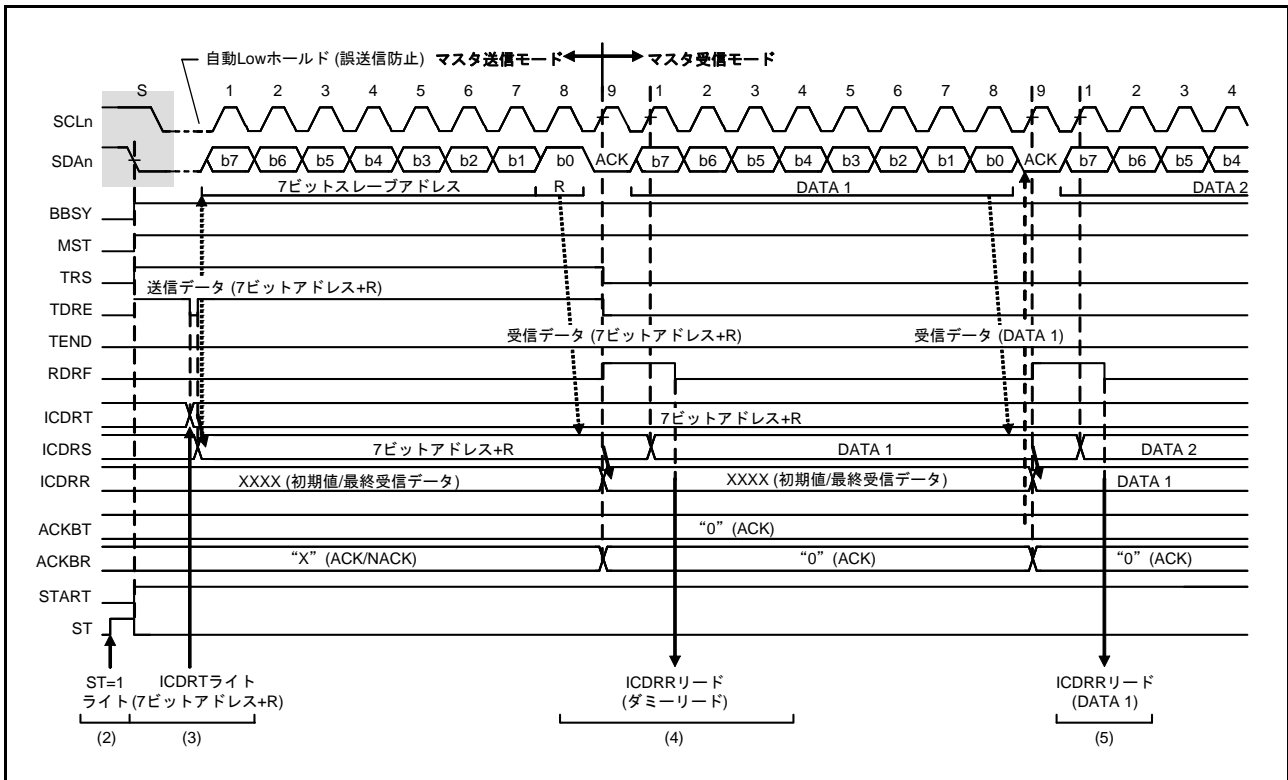 自動Lowホールド (誤送信防止) マスタ送信モード マスタ受信モード
S 1 2 3 4 5 6 7 8 9 1 2 3 4 5 6 7 8 9 1 2 3 4
SCLn
SDAn b7 b6 b5 b4 b3 b2 b1 b0 ACK b7 b6 b5 b4 b3 b2 b1 b0 ACK b7 b6 b5 b4
7ビットスレーブアドレス R DATA 1 DATA 2
BBSY
MST
TRS
送信データ (7ビットアドレス+R)
TDRE
受信データ (7ビットアドレス+R) 受信データ (DATA 1)
TEND
RDRF
ICDRT 7ビットアドレス+R
ICDRS 7ビットアドレス+R DATA 1 DATA 2
ICDRR XXXX (初期値/最終受信データ) XXXX (初期値/最終受信データ) DATA 1
ACKBT “0” (ACK)
ACKBR “X” (ACK/NACK) “0” (ACK) “0” (ACK)
START
ST
ST=1 ICDRTライト ICDRRリード ICDRRリード
ライト (7ビットアドレス+R) (ダミーリード) (DATA 1)
(2) (3) (4) (5)